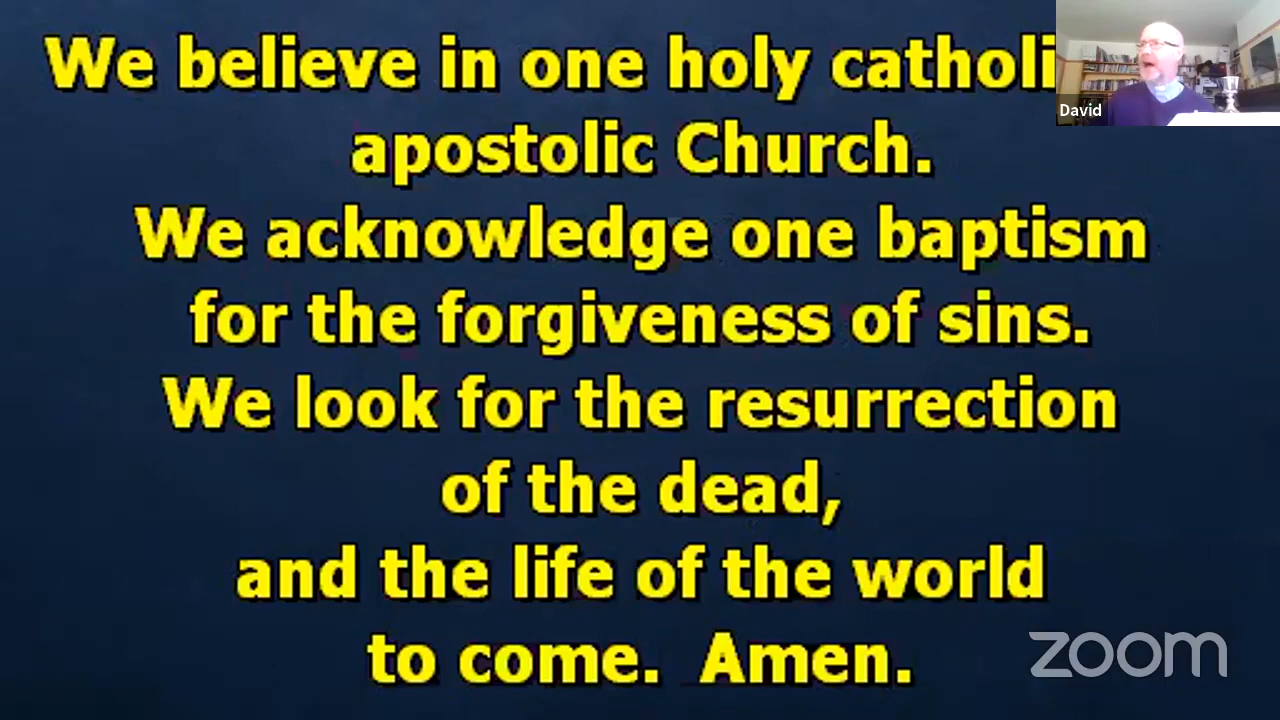 We believe in one holy catholi
apostolic Church.
We acknowledge one baptism
for the forgiveness of sins.
We look for the resurrection
of the dead,
and the life of the world
to come.  Amen.
David
zoom